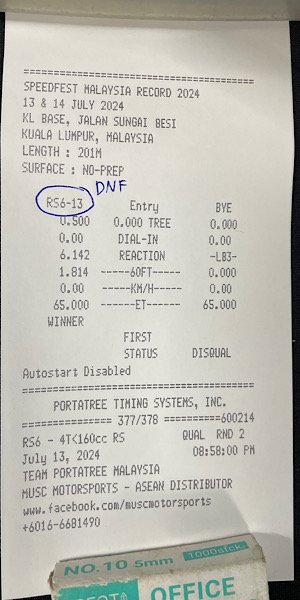 =================================
SPEEDFEST MALAYSIA RECORD 2024
13 & 14 JULY 2024
KL BASE, JALAN SUNGAI BESI
KUALA LUMPUR, MALAYSIA
LENGTH : 201M
SURFACE : NO-PREP
DNF
RS6-13 Entry BYE
0.500 0.000 TREE 0.000
0.00 DIAL-IN 0.00
6.142 REACTION -LB3-
1.814 ------60FT------ 0.000
0.00 -----KM/H------ 0.00
65.000 ------ET------- 65.000
WINNER
FIRST
STATUS DISQUAL
Autostart Disabled
=================================
PORTATREE TIMING SYSTEMS, INC.
============= 377/378 ==========600214
RS6 - 4T<160cc RS QUAL RND 2
July 13, 2024 08:58:00 PM
TEAM PORTATREE MALAYSIA
MUSC MOTORSPORTS - ASEAN DISTRIBUTOR
www.facebook.com/muscmotorsports
+6016-6681490
NO.10 5mm 1000stck.
OFFICE